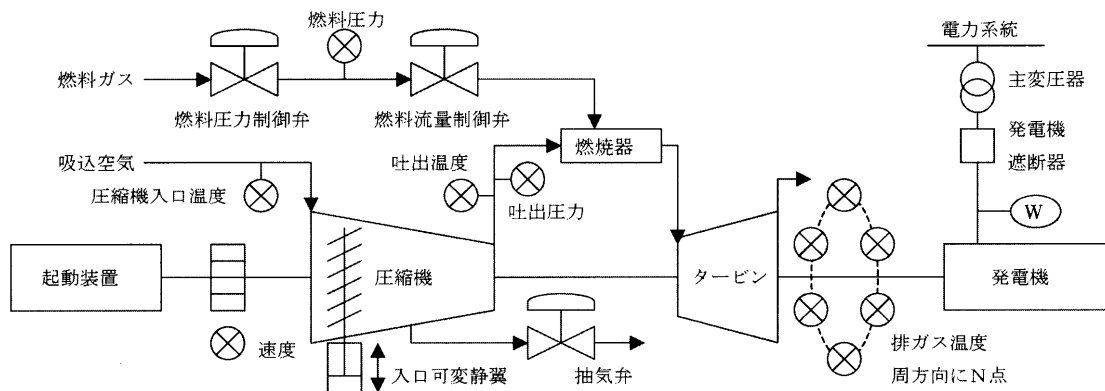 燃料圧力
電力系統
燃料ガス
主変圧器
燃料圧力制御弁
燃料流量制御弁
発電機
遮断器
燃焼器
吸込空気
吐出温度
圧縮機入口温度
吐出圧力
W
起動装置
圧縮機
タービン
発電機
速度
入口可変静翼
抽気弁
排ガス温度
周方向にN点